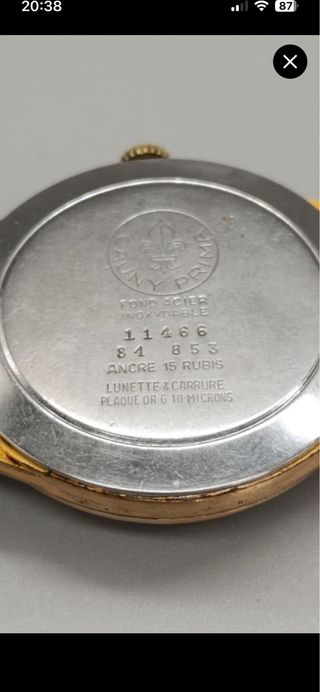 20:38
87
CAUNY PRIMA
FOND ACIER
INOXYDABLE
11466
84 853
ANCRE 15 RUBIS
LUNETTE & CARRURE
PLAQUE OR G 10 MICRONS